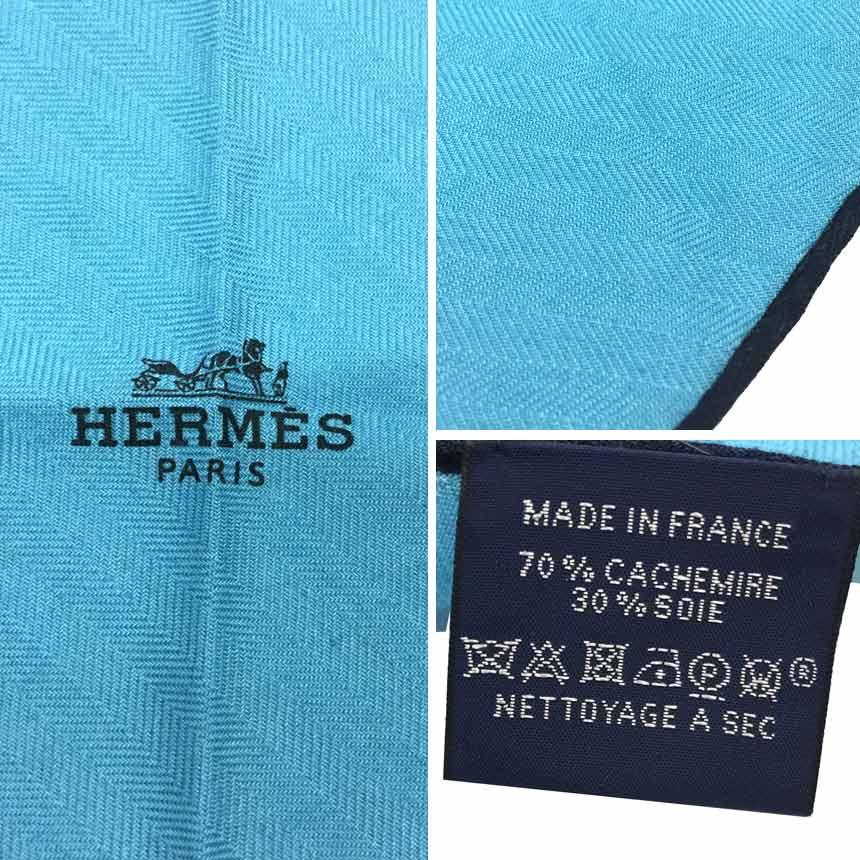 HERMÈS
PARIS
MADE IN FRANCE
70 % CACHEMIRE
30 % SOIE
P ®
NETTOYAGE A SEC